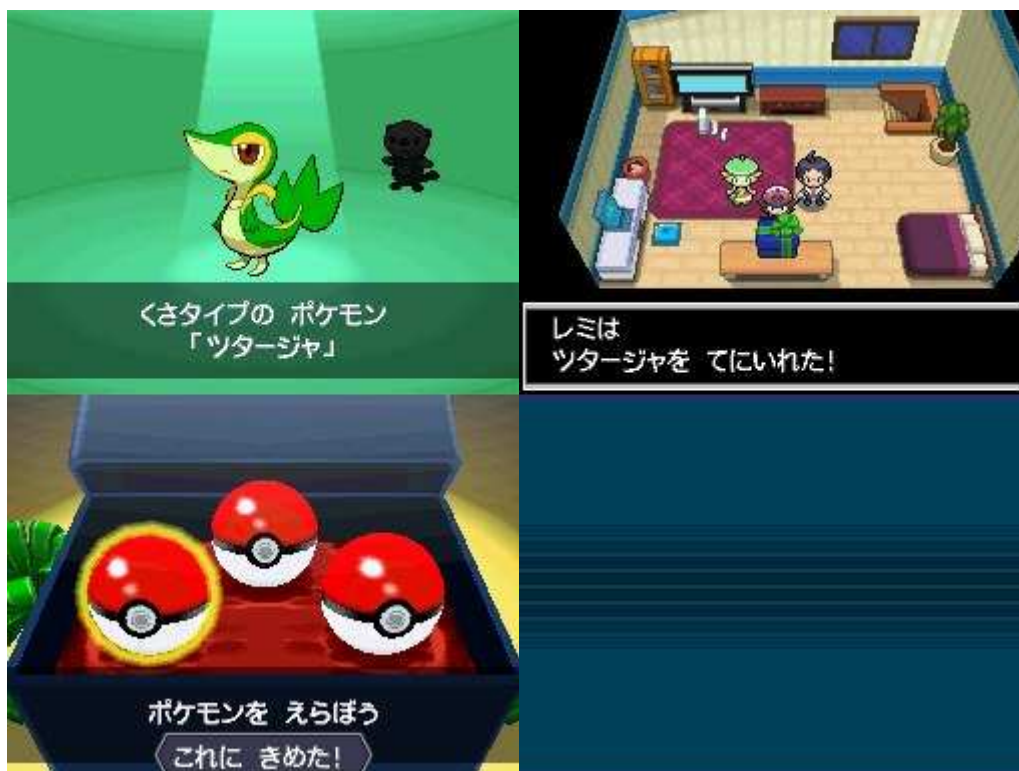 くさタイプの ポケモン
「ツタージャ」
レミは
ツタージャを てにいれた!
ポケモンを えらぼう
これに きめた!